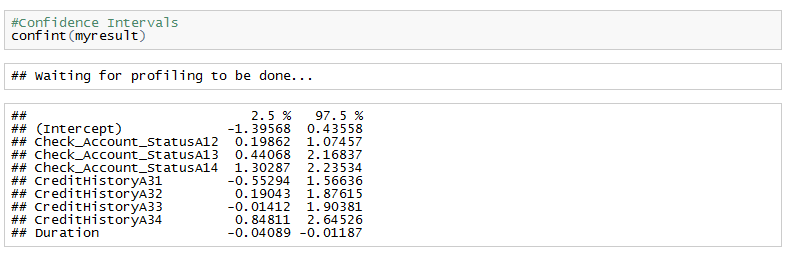 #Confidence Intervals
confint(myresult)
## Waiting for profiling to be done...
##                            2.5 %   97.5 %
## (Intercept)             -1.39568  0.43558
## Check_Account_StatusA12  0.19862  1.07457
## Check_Account_StatusA13  0.44068  2.16837
## Check_Account_StatusA14  1.30287  2.23534
## CreditHistoryA31        -0.55294  1.56636
## CreditHistoryA32         0.19043  1.87615
## CreditHistoryA33        -0.01412  1.90381
## CreditHistoryA34         0.84811  2.64526
## Duration                -0.04089 -0.01187